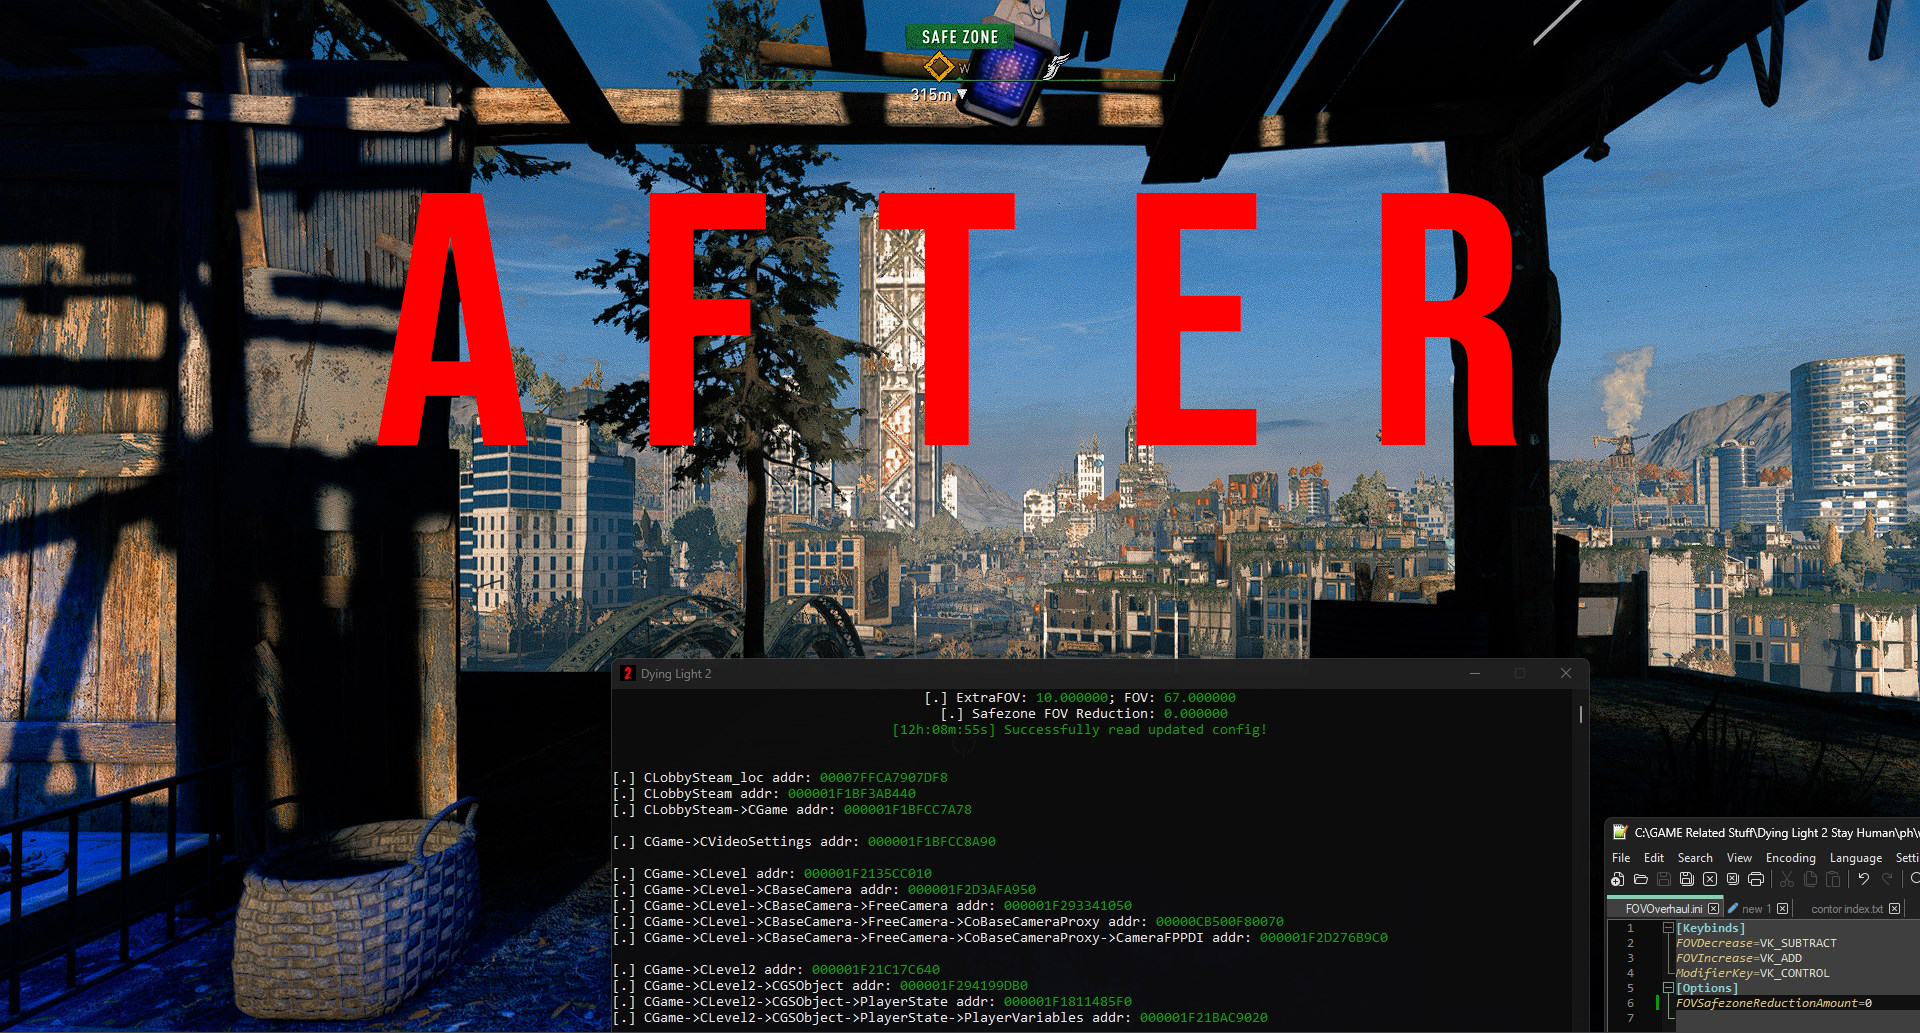 SAFE ZONE
W
315m
AFTER
Dying Light 2
[.] ExtraFOV: 10.000000; FOV: 67.000000
[.] Safezone FOV Reduction: 0.000000
[12h:08m:55s] Successfully read updated config!
[.] CLobbySteam_loc addr: 00007FFCA7907DF8
[.] CLobbySteam addr: 000001F1BF3AB440
[.] CLobbySteam->CGame addr: 000001F1BFCC7A78
[.] CGame->CVideoSettings addr: 000001F1BFCC8A90
[.] CGame->CLevel addr: 000001F2135CC010
[.] CGame->CLevel->CBaseCamera addr: 000001F2D3AFA950
[.] CGame->CLevel->CBaseCamera->FreeCamera addr: 000001F293341050
[.] CGame->CLevel->CBaseCamera->FreeCamera->CoBaseCameraProxy addr: 00000CB500F80070
[.] CGame->CLevel->CBaseCamera->FreeCamera->CoBaseCameraProxy->CameraFPPDI addr: 000001F2D276B9C0
[.] CGame->CLevel2 addr: 000001F21C17C640
[.] CGame->CLevel2->CGSObject addr: 000001F294199DB0
[.] CGame->CLevel2->CGSObject->PlayerState addr: 000001F1811485F0
[.] CGame->CLevel2->CGSObject->PlayerState->PlayerVariables addr: 000001F21BAC9020
C:\GAME Related Stuff\Dying Light 2 Stay Human\ph\
File Edit Search View Encoding Language Setti
FOVOverhaul.ini new 1 contor index.txt
1 [Keybinds]
2 FOVDecrease=VK_SUBTRACT
3 FOVIncrease=VK_ADD
4 ModifierKey=VK_CONTROL
5 [Options]
6 FOVSafezoneReductionAmount=0
7